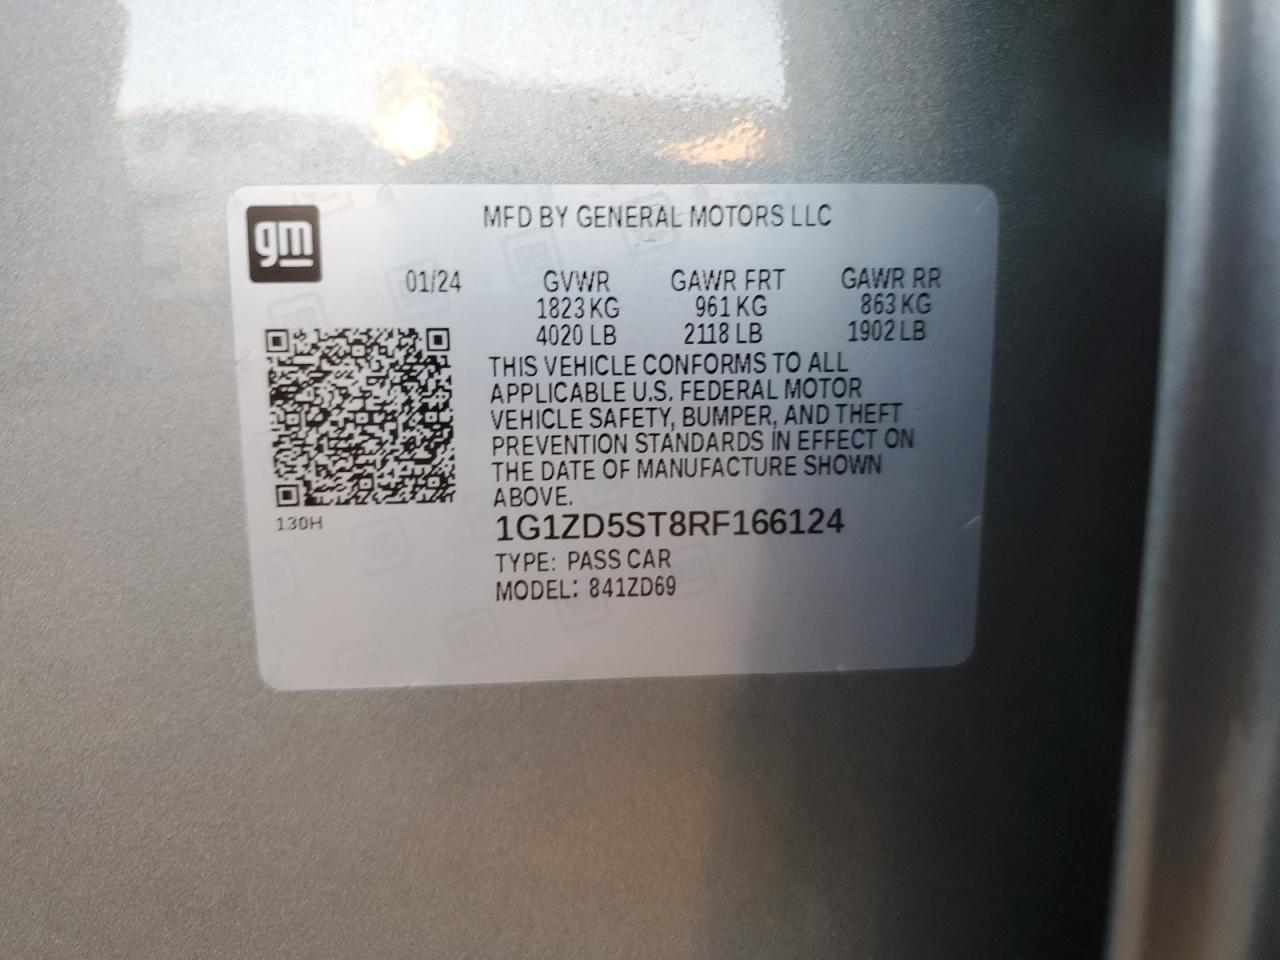 gm
MFD BY GENERAL MOTORS LLC
01/24 GVWR GAWR FRT GAWR RR
1823 KG 961 KG 863 KG
4020 LB 2118 LB 1902 LB
THIS VEHICLE CONFORMS TO ALL
APPLICABLE U.S. FEDERAL MOTOR
VEHICLE SAFETY, BUMPER, AND THEFT
PREVENTION STANDARDS IN EFFECT ON
THE DATE OF MANUFACTURE SHOWN
ABOVE.
130H
1G1ZD5ST8RF166124
TYPE: PASS CAR
MODEL: 841ZD69